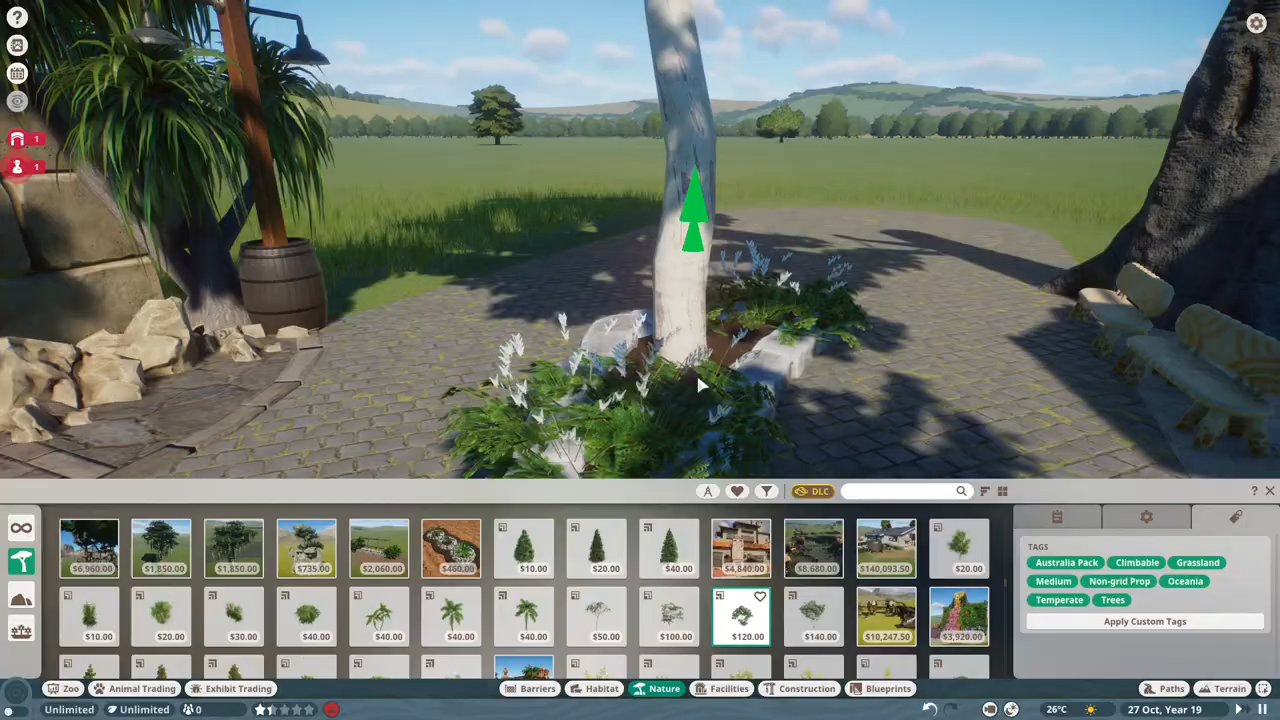 ?
1
1
DLC
? ×
$6,960.00 $1,850.00 $1,850.00 $735.00 $2,060.00 $460.00 $10.00 $20.00 $40.00 $4,840.00 $8,680.00 $140,093.50 $20.00
$10.00 $20.00 $30.00 $40.00 $40.00 $40.00 $40.00 $50.00 $100.00 $120.00 $140.00 $10,247.50 $3,920.00
TAGS
Australia Pack Climbable Grassland
Medium Non-grid Prop Oceania
Temperate Trees
Apply Custom Tags
Zoo Animal Trading Exhibit Trading Barriers Habitat Nature Facilities Construction Blueprints Paths Terrain
Unlimited Unlimited 0 26°C 27 Oct, Year 19